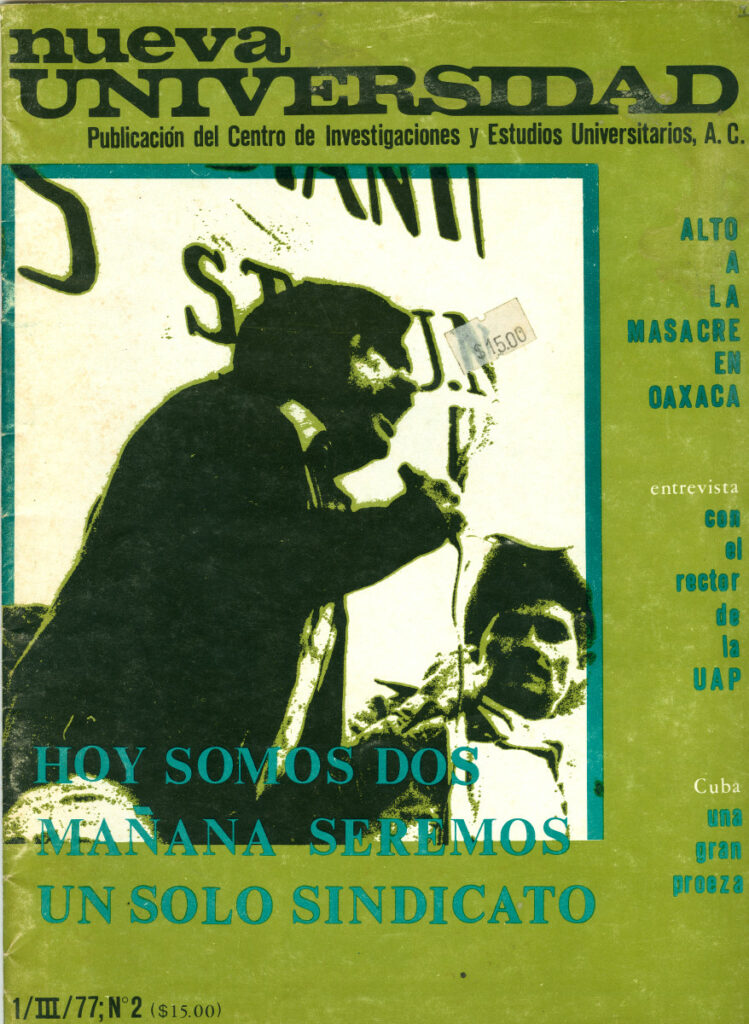 nueva
UNIVERSIDAD
Publicación del Centro de Investigaciones y Estudios Universitarios, A. C.
ALTO
A
LA
MASACRE
EN
OAXACA
$15.00
entrevista
con
el
rector
de
la
UAP
HOY SOMOS DOS
MAÑANA SEREMOS
UN SOLO SINDICATO
Cuba
una
gran
proeza
1/III/77; N°2 ($15.00)